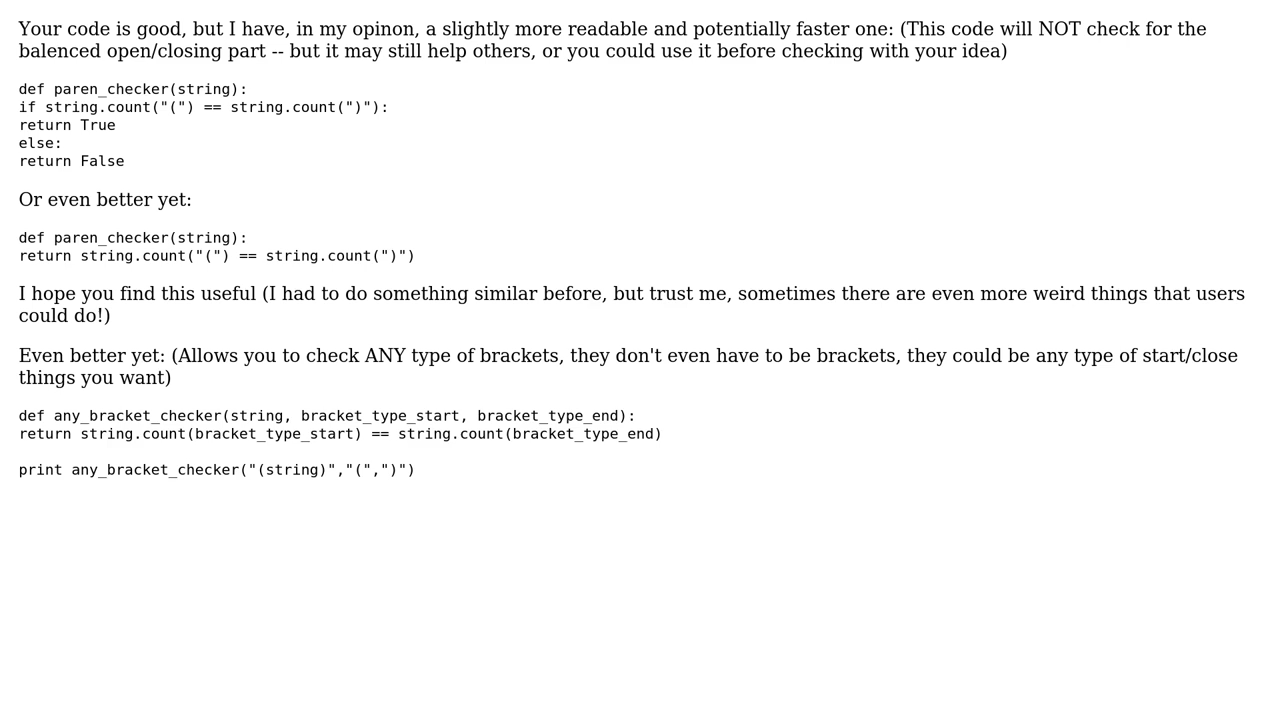 Your code is good, but I have, in my opinon, a slightly more readable and potentially faster one: (This code will NOT check for the
balenced open/closing part -- but it may still help others, or you could use it before checking with your idea)
def paren_checker(string):
if string.count("(") == string.count(")"):
return True
else:
return False
Or even better yet:
def paren_checker(string):
return string.count("(") == string.count(")")
I hope you find this useful (I had to do something similar before, but trust me, sometimes there are even more weird things that users
could do!)
Even better yet: (Allows you to check ANY type of brackets, they don't even have to be brackets, they could be any type of start/close
things you want)
def any_bracket_checker(string, bracket_type_start, bracket_type_end):
return string.count(bracket_type_start) == string.count(bracket_type_end)
print any_bracket_checker("(string)","(",")")